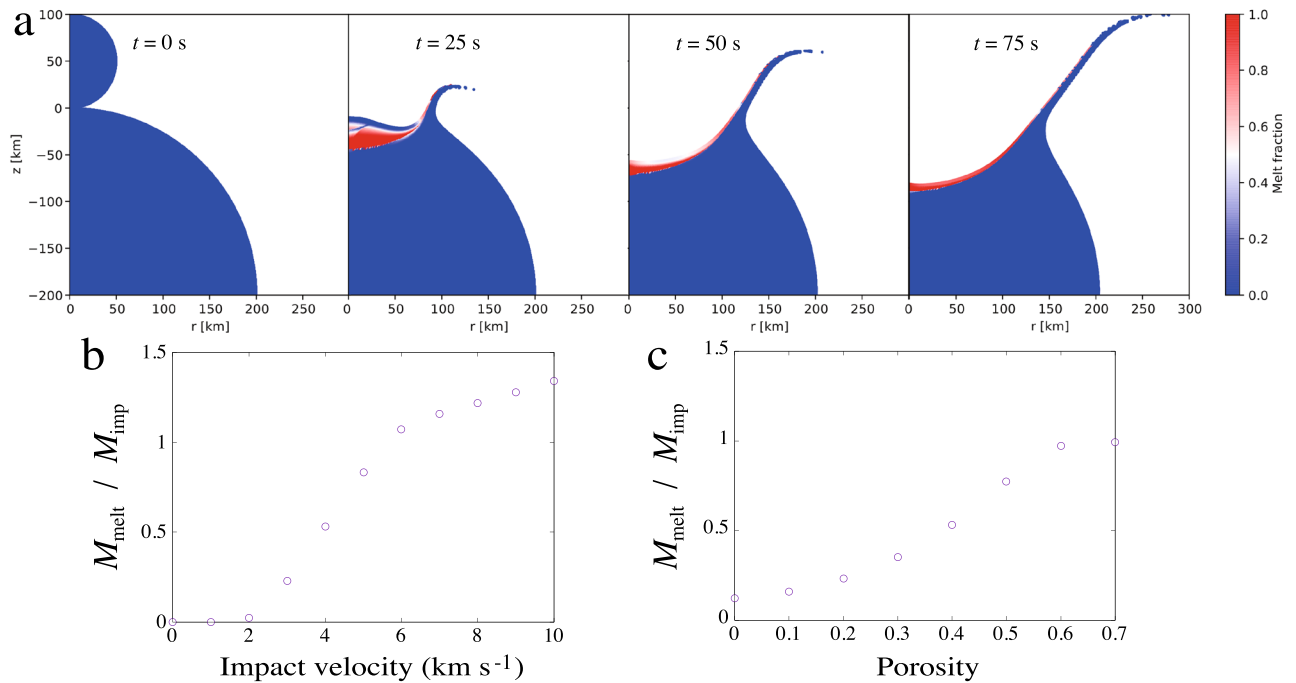 a
t = 0 s
t = 25 s
t = 50 s
t = 75 s
100
50
0
−50
−100
−150
−200
z [km]
0 50 100 150 200 250
0 50 100 150 200 250
0 50 100 150 200 250
0 50 100 150 200 250 300
r [km]
r [km]
r [km]
r [km]
1.0
0.8
0.6
0.4
0.2
0.0
Melt fraction
b
1.5
1
0.5
0
M_melt / M_imp
0 2 4 6 8 10
Impact velocity (km s⁻¹)
c
1.5
1
0.5
0
M_melt / M_imp
0 0.1 0.2 0.3 0.4 0.5 0.6 0.7
Porosity